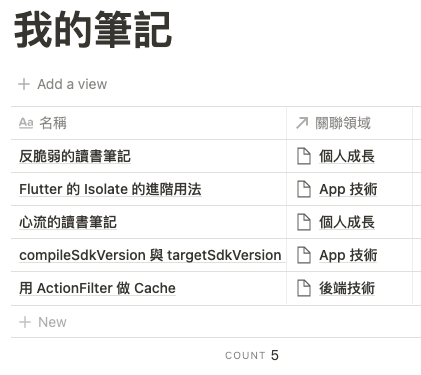 我的筆記
Add a view
Aa 名稱 關聯領域
反脆弱的讀書筆記 個人成長
Flutter 的 Isolate 的進階用法 App 技術
心流的讀書筆記 個人成長
compileSdkVersion 與 targetSdkVersion App 技術
用 ActionFilter 做 Cache 後端技術
New
COUNT 5